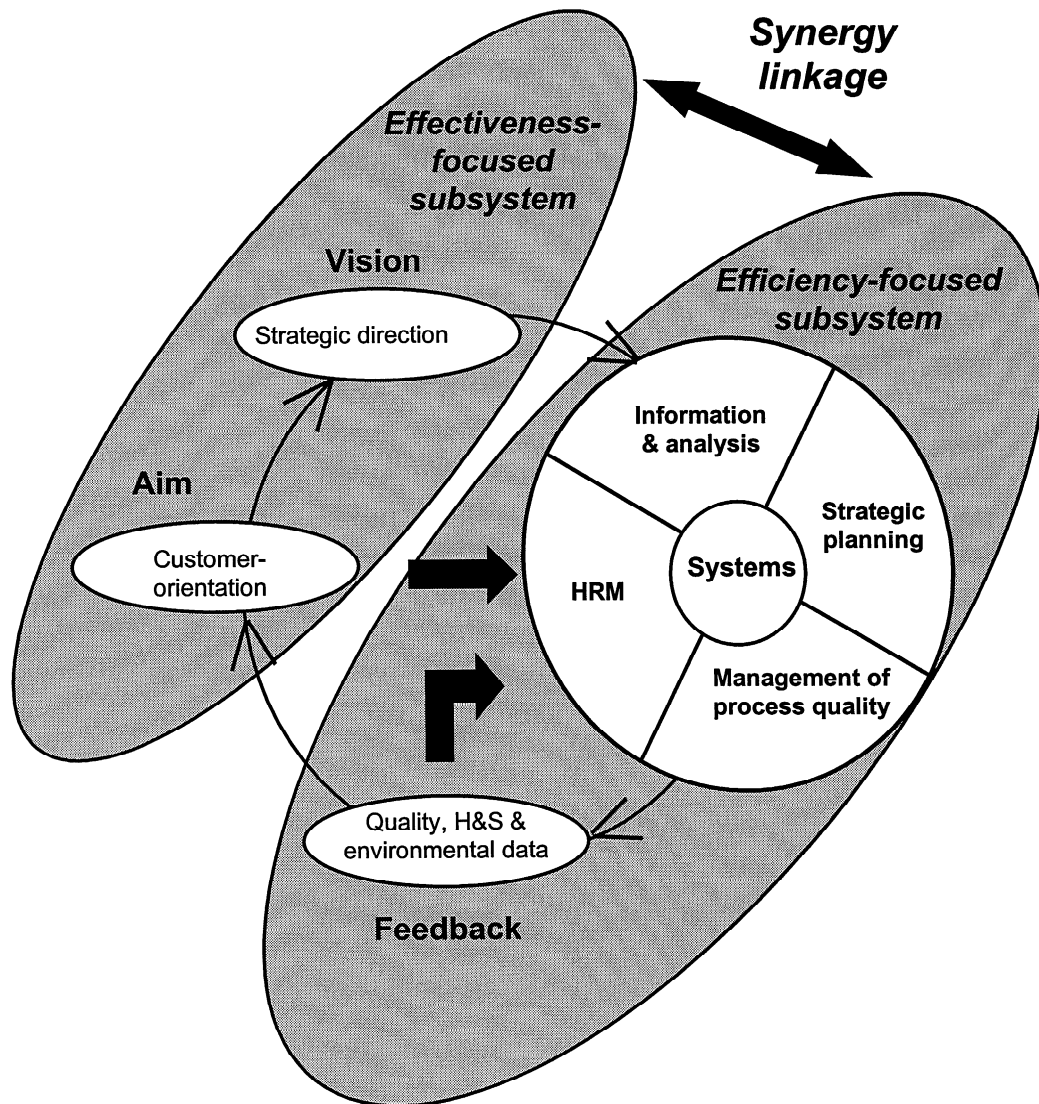 Synergy
linkage
Effectiveness-
focused
subsystem
Vision
Strategic direction
Efficiency-focused
subsystem
Information
& analysis
Aim
Strategic
planning
Customer-
orientation
Systems
HRM
Management of
process quality
Quality, H&S &
environmental data
Feedback